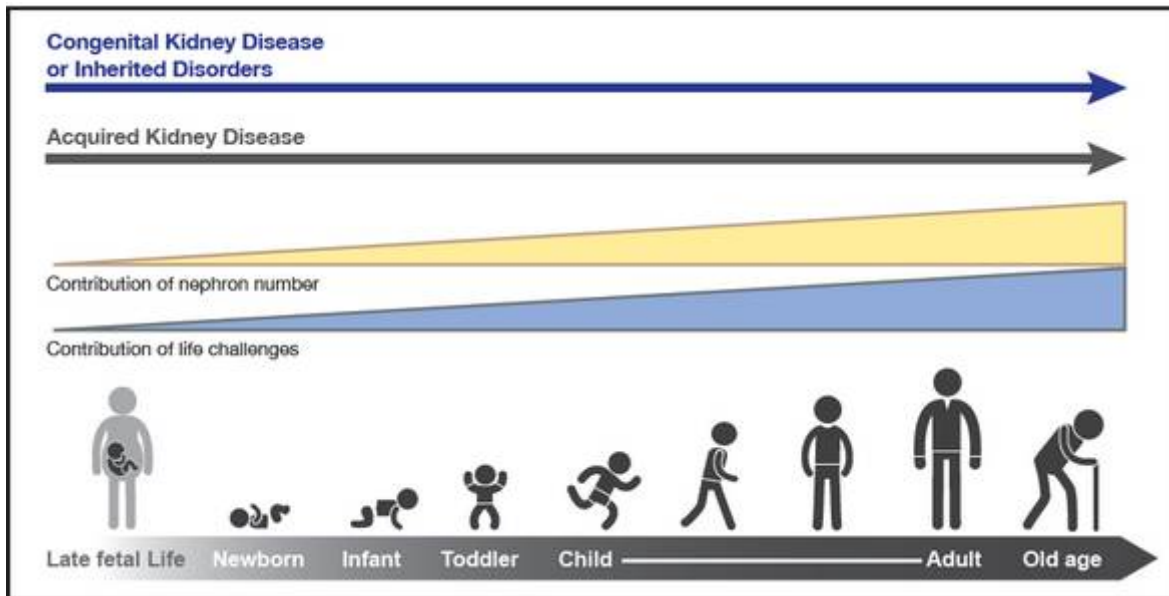 Congenital Kidney Disease
or Inherited Disorders
Acquired Kidney Disease
Contribution of nephron number
Contribution of life challenges
Late fetal Life Newborn Infant Toddler Child Adult Old age